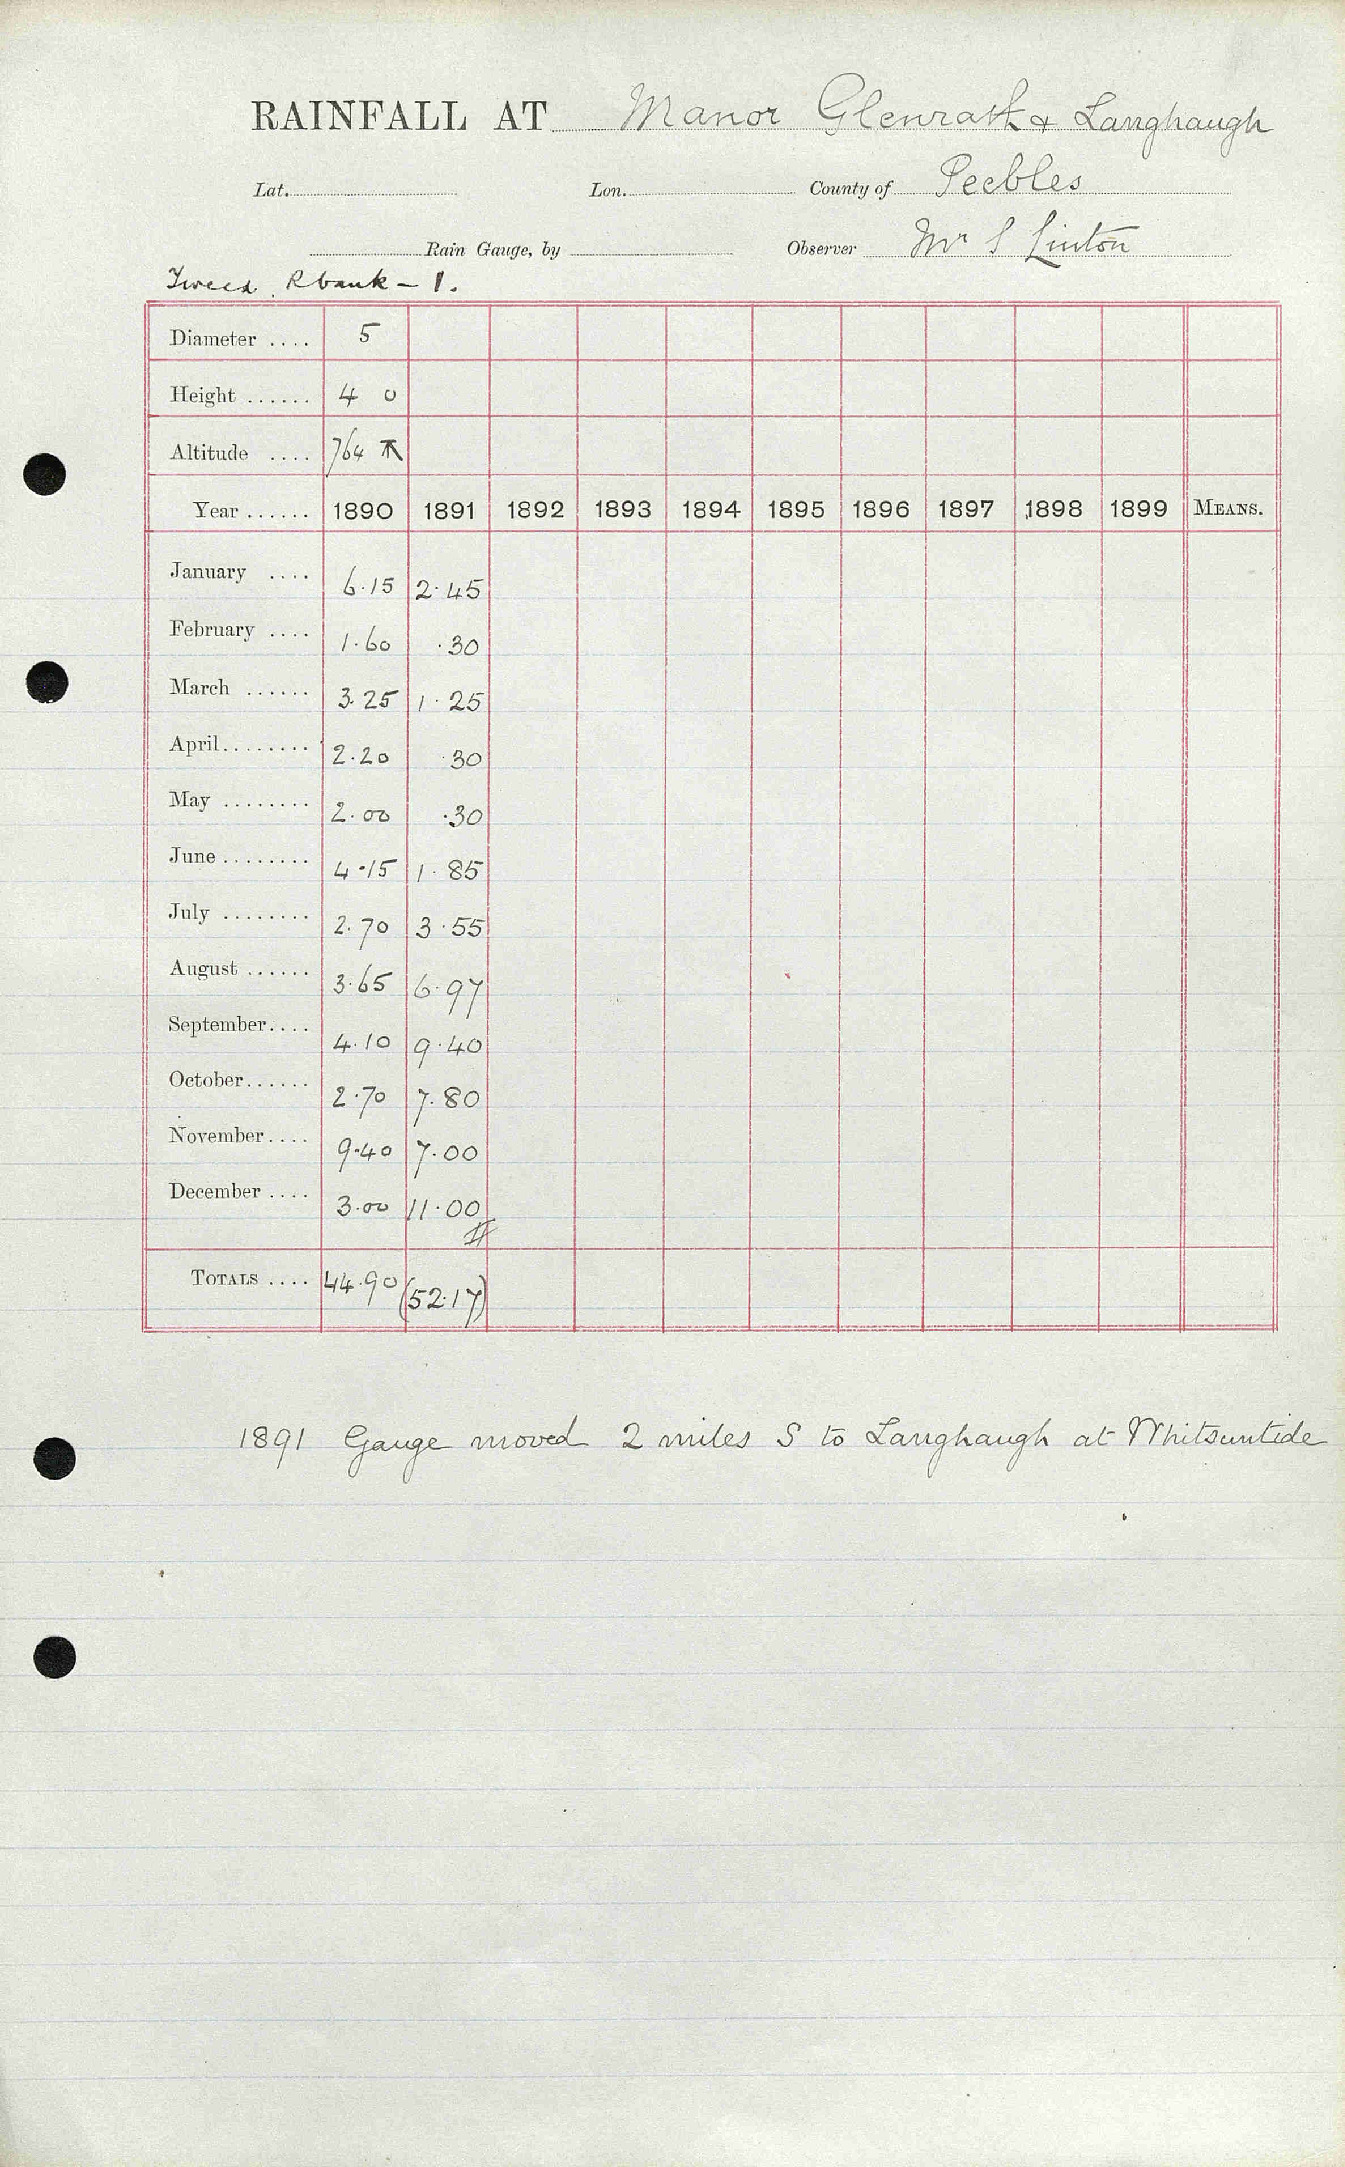 RAINFALL AT Manor Glenrath & Langhaugh
Lat. Lon. County of Peebles
Rain Gauge, by Observer Mr S Linton
Tweed. R bank - 1.
Diameter .... 5
Height ...... 4 0
Altitude .... 764
Year ...... 1890 1891 1892 1893 1894 1895 1896 1897 1898 1899 MEANS.
January .... 6.15 2.45
February .... 1.60 .30
March ...... 3.25 1.25
April........ 2.20 .30
May ........ 2.00 .30
June ........ 4.15 1.85
July ........ 2.70 3.55
August ...... 3.65 6.97
September.... 4.10 9.40
October...... 2.70 7.80
November.... 9.40 7.00
December .... 3.00 11.00
TOTALS .... 44.90 (52.17)
1891 Gauge moved 2 miles S to Langhaugh at Whitsuntide